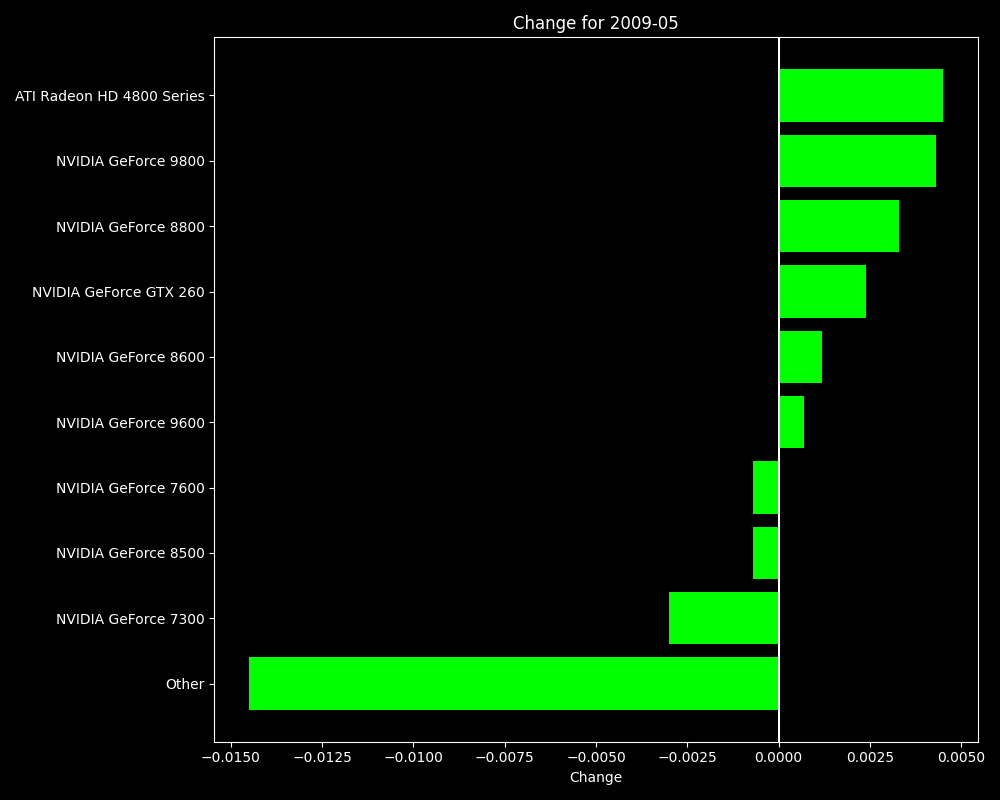 Change for 2009-05
ATI Radeon HD 4800 Series
NVIDIA GeForce 9800
NVIDIA GeForce 8800
NVIDIA GeForce GTX 260
NVIDIA GeForce 8600
NVIDIA GeForce 9600
NVIDIA GeForce 7600
NVIDIA GeForce 8500
NVIDIA GeForce 7300
Other
−0.0150 −0.0125 −0.0100 −0.0075 −0.0050 −0.0025 0.0000 0.0025 0.0050
Change